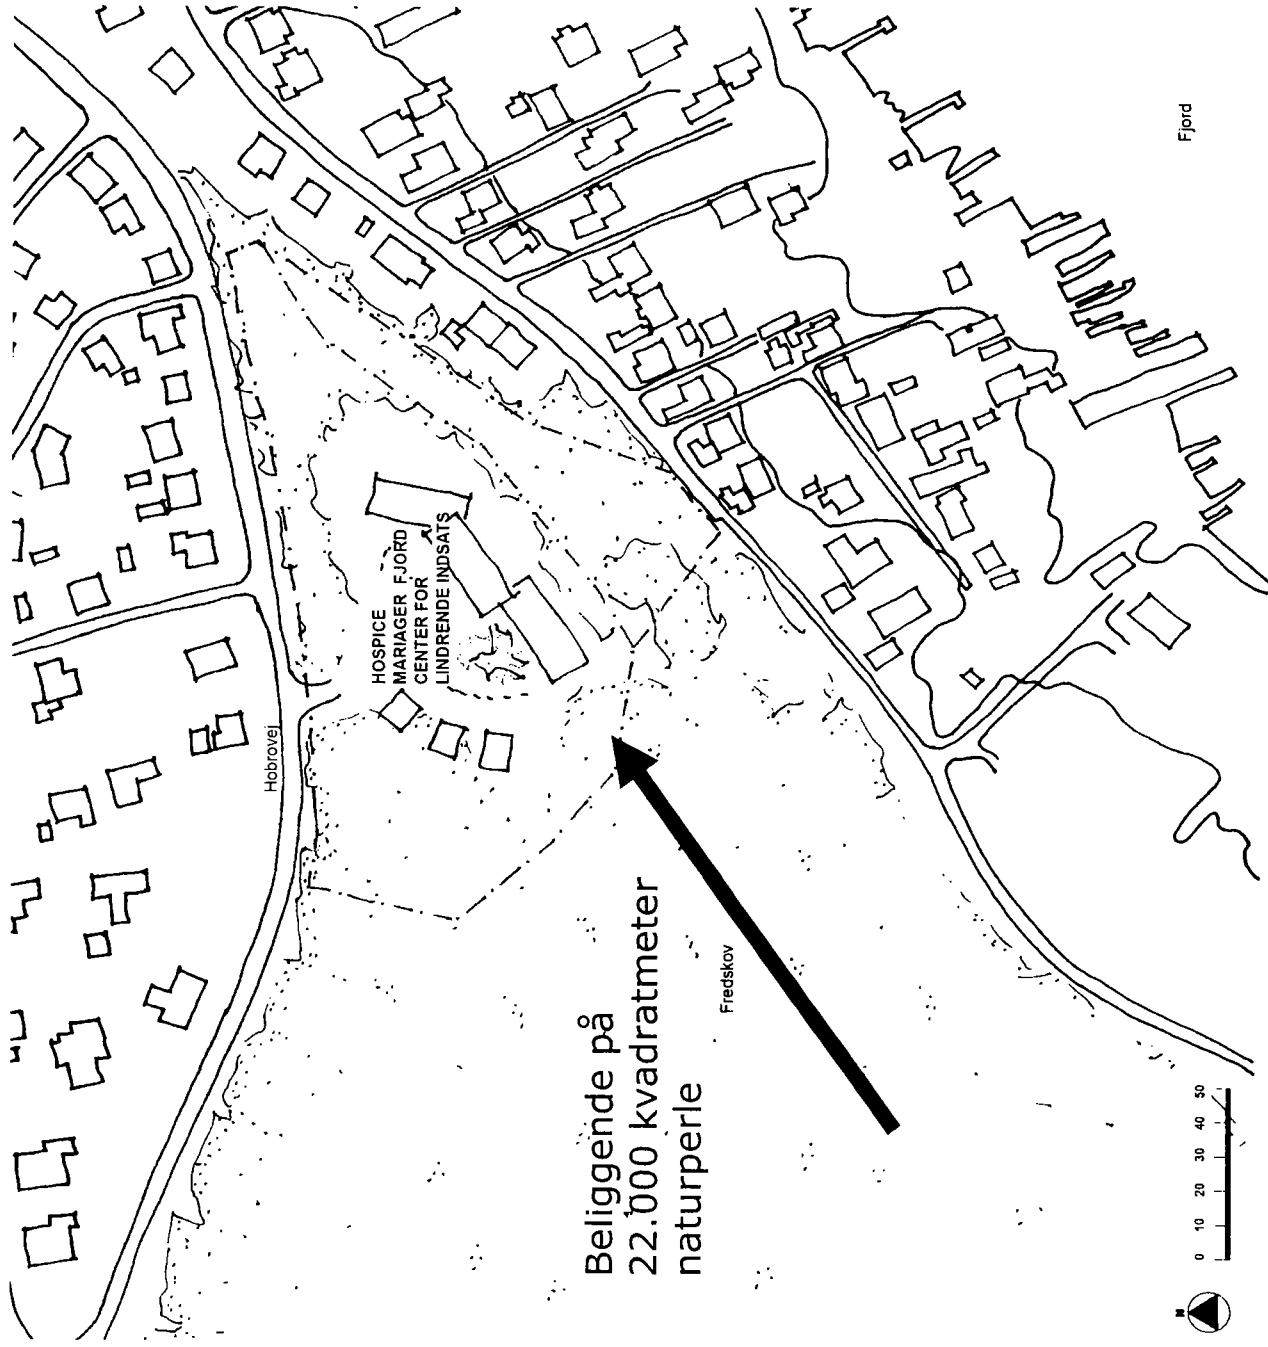 Hobrovej
HOSPICE
MARIAGER FJORD
CENTER FOR
LINDRENDE INDSATS
Beliggende på
22.000 kvadratmeter
naturperle
Fredskov
Fjord
N
0 10 20 30 40 50